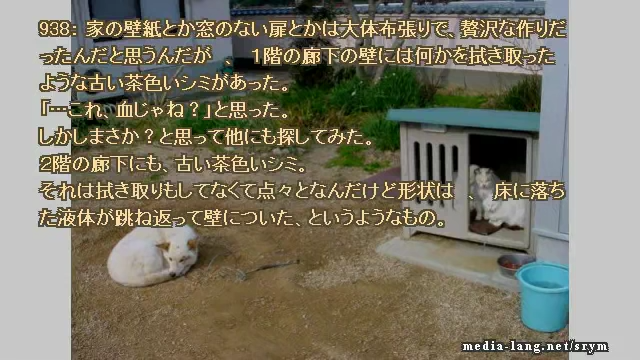 938： 家の壁紙とか窓のない扉とかは大体布張りで、贅沢な作りだ
ったんだと思うんだが 、 １階の廊下の壁には何かを拭き取った
ような古い茶色いシミがあった。
「…これ、血じゃね？」と思った。
しかしまさか？と思って他にも探してみた。
２階の廊下にも、古い茶色いシミ。
それは拭き取りもしてなくて点々となんだけど形状は 、 床に落ち
た液体が跳ね返って壁についた、というようなもの。
media-lang.net/srym